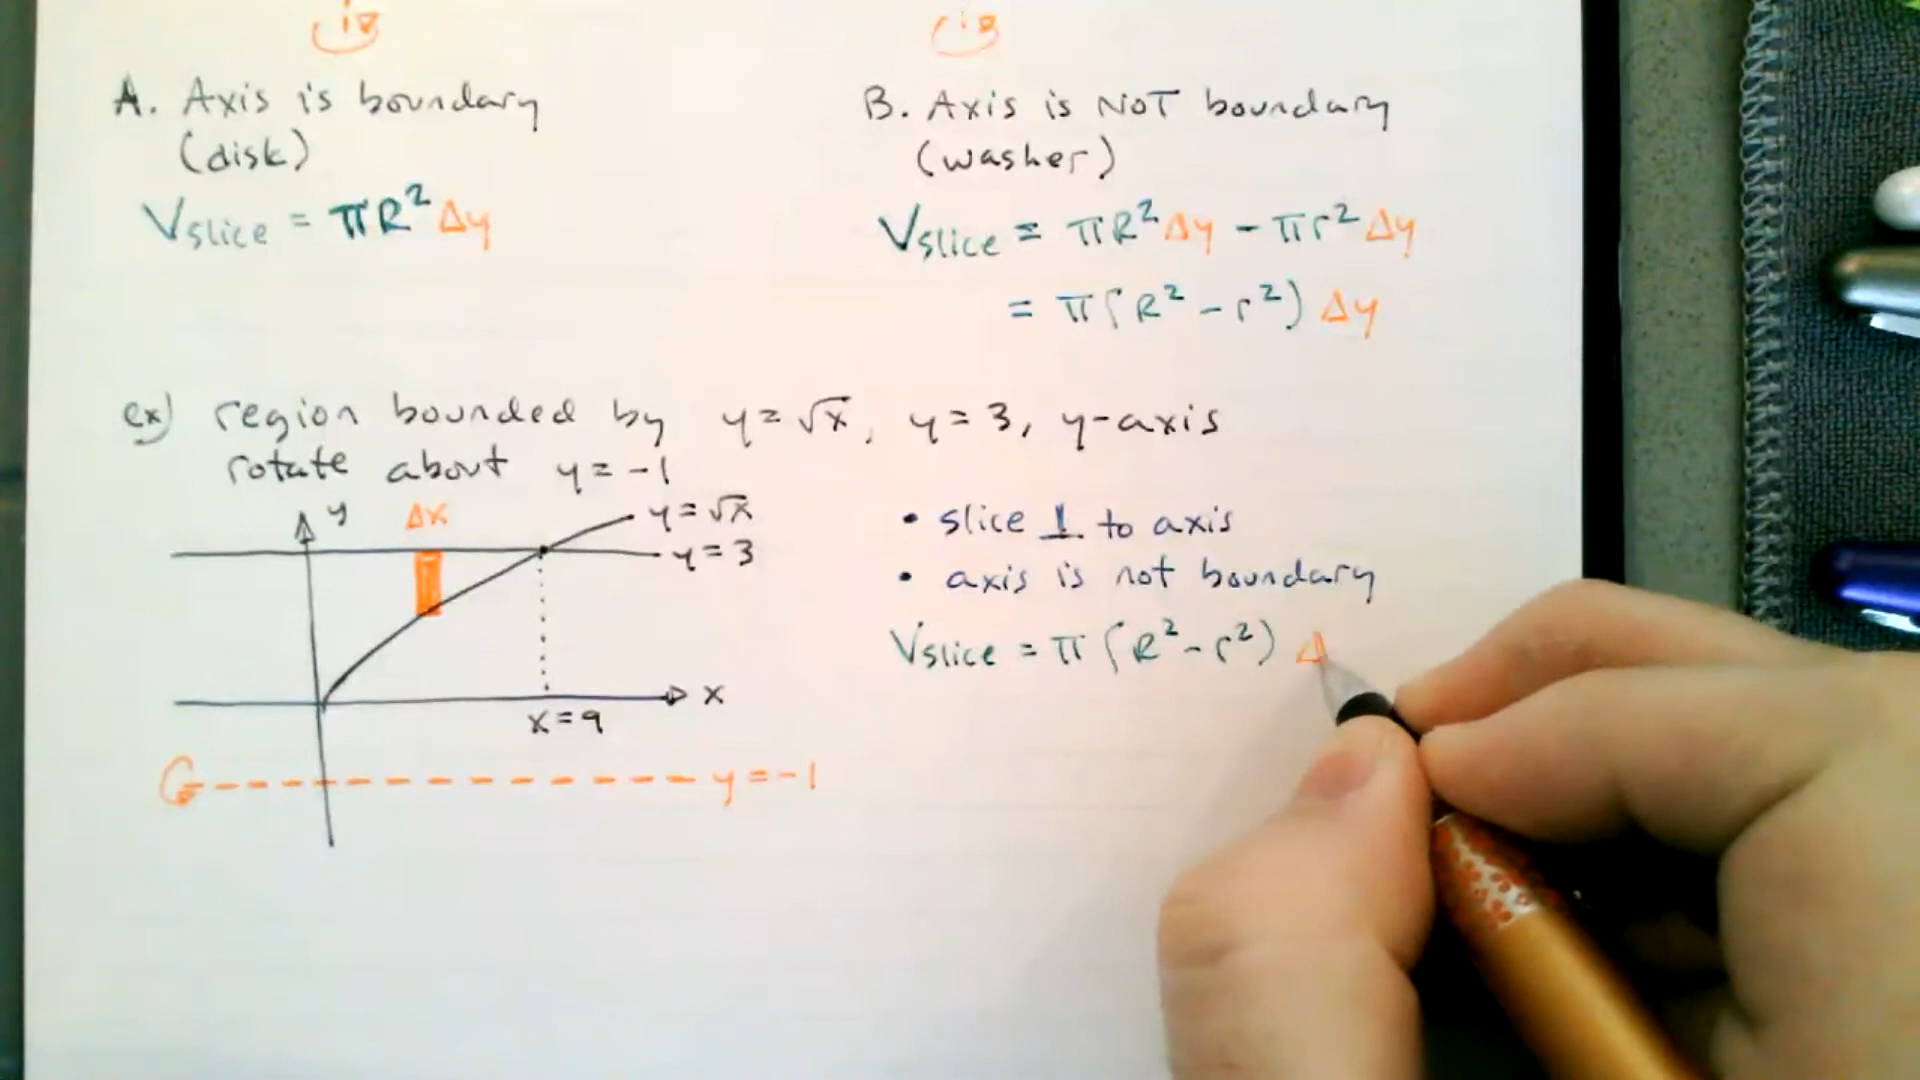 A. Axis is boundary
(disk)
Vslice = πR² Δy
B. Axis is NOT boundary
(washer)
Vslice = πR² Δy - πr² Δy
= π(R² - r²) Δy
ex) region bounded by y = √x, y = 3, y-axis
rotate about y = -1
y
Δx
y = √x
y = 3
x
x = 9
y = -1
• slice ⊥ to axis
• axis is not boundary
Vslice = π (R² - r²) Δ